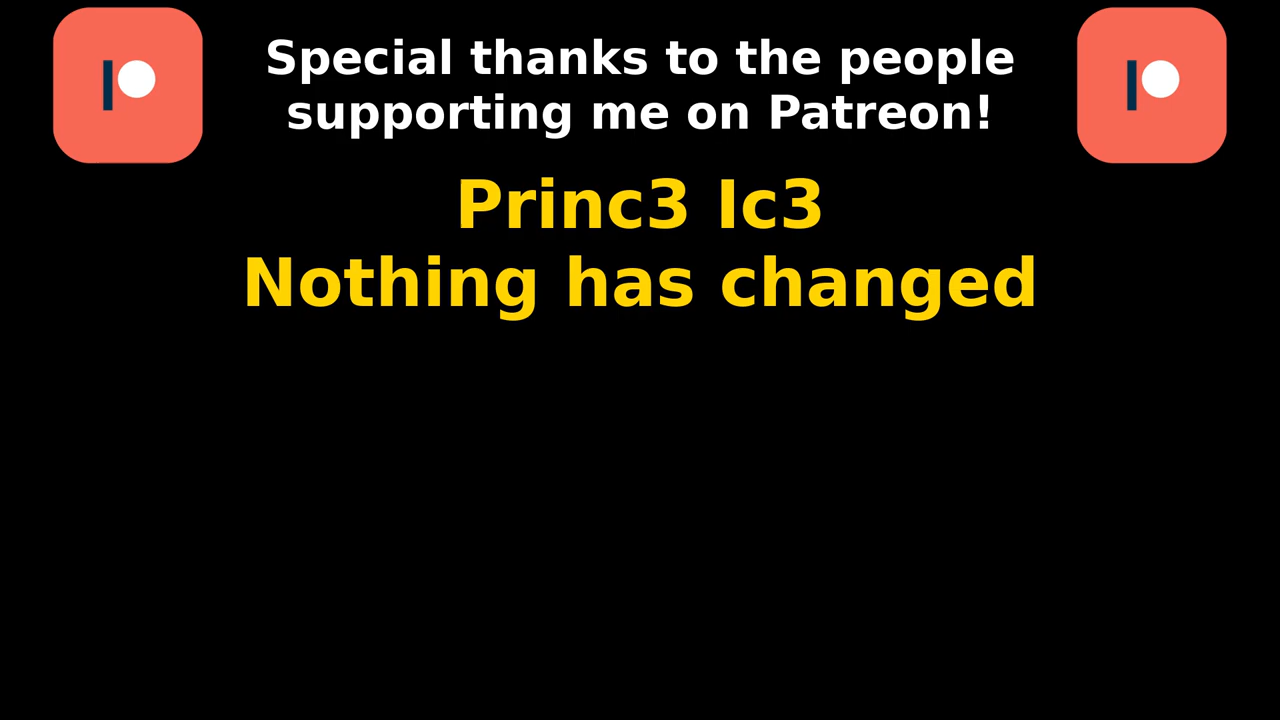 Special thanks to the people
supporting me on Patreon!
Princ3 Ic3
Nothing has changed